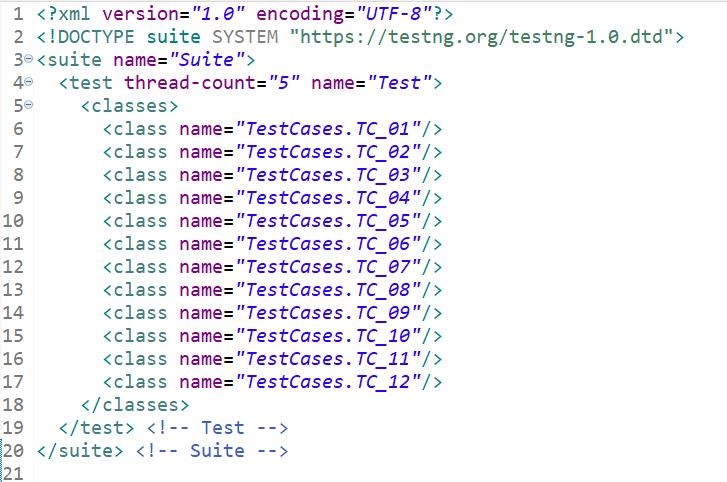 1 <?xml version="1.0" encoding="UTF-8"?>
2 <!DOCTYPE suite SYSTEM "https://testng.org/testng-1.0.dtd">
3 <suite name="Suite">
4   <test thread-count="5" name="Test">
5     <classes>
6       <class name="TestCases.TC_01"/>
7       <class name="TestCases.TC_02"/>
8       <class name="TestCases.TC_03"/>
9       <class name="TestCases.TC_04"/>
10       <class name="TestCases.TC_05"/>
11       <class name="TestCases.TC_06"/>
12       <class name="TestCases.TC_07"/>
13       <class name="TestCases.TC_08"/>
14       <class name="TestCases.TC_09"/>
15       <class name="TestCases.TC_10"/>
16       <class name="TestCases.TC_11"/>
17       <class name="TestCases.TC_12"/>
18     </classes>
19   </test> <!-- Test -->
20 </suite> <!-- Suite -->
21